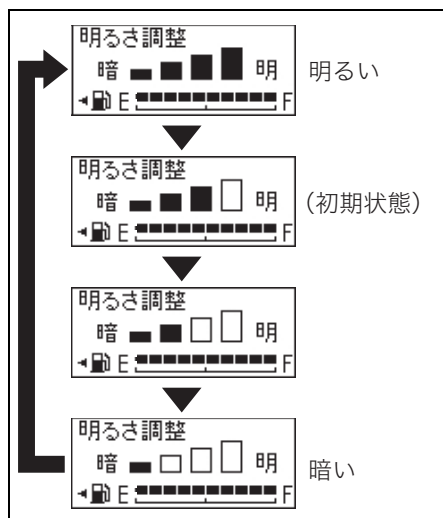 明るさ調整
暗 明 明るい
E F
明るさ調整
暗 明 (初期状態)
E F
明るさ調整
暗 明
E F
明るさ調整
暗 明 暗い
E F